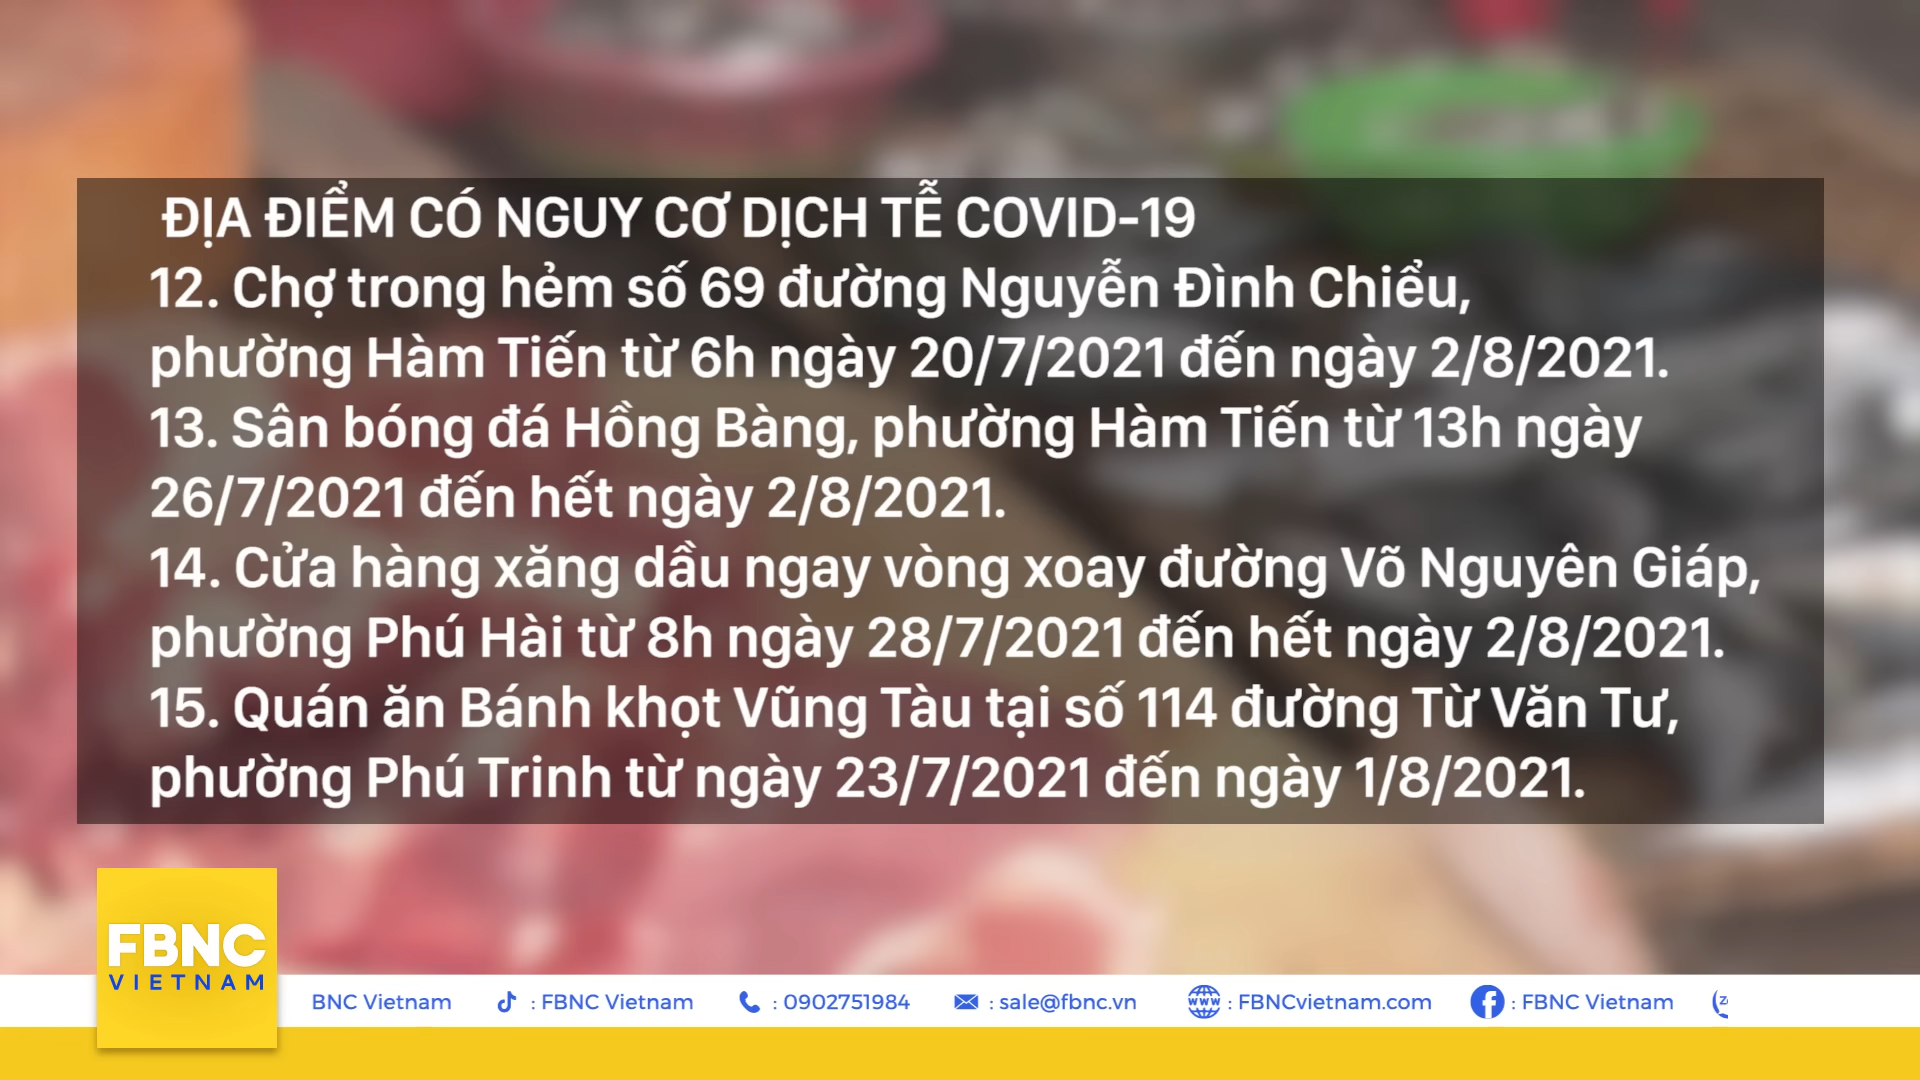 ĐỊA ĐIỂM CÓ NGUY CƠ DỊCH TỄ COVID-19
12. Chợ trong hẻm số 69 đường Nguyễn Đình Chiểu,
phường Hàm Tiến từ 6h ngày 20/7/2021 đến ngày 2/8/2021.
13. Sân bóng đá Hồng Bàng, phường Hàm Tiến từ 13h ngày
26/7/2021 đến hết ngày 2/8/2021.
14. Cửa hàng xăng dầu ngay vòng xoay đường Võ Nguyên Giáp,
phường Phú Hài từ 8h ngày 28/7/2021 đến hết ngày 2/8/2021.
15. Quán ăn Bánh khọt Vũng Tàu tại số 114 đường Từ Văn Tư,
phường Phú Trinh từ ngày 23/7/2021 đến ngày 1/8/2021.
FBNC
VIETNAM
BNC Vietnam : FBNC Vietnam : 0902751984 : sale@fbnc.vn www : FBNCvietnam.com : FBNC Vietnam